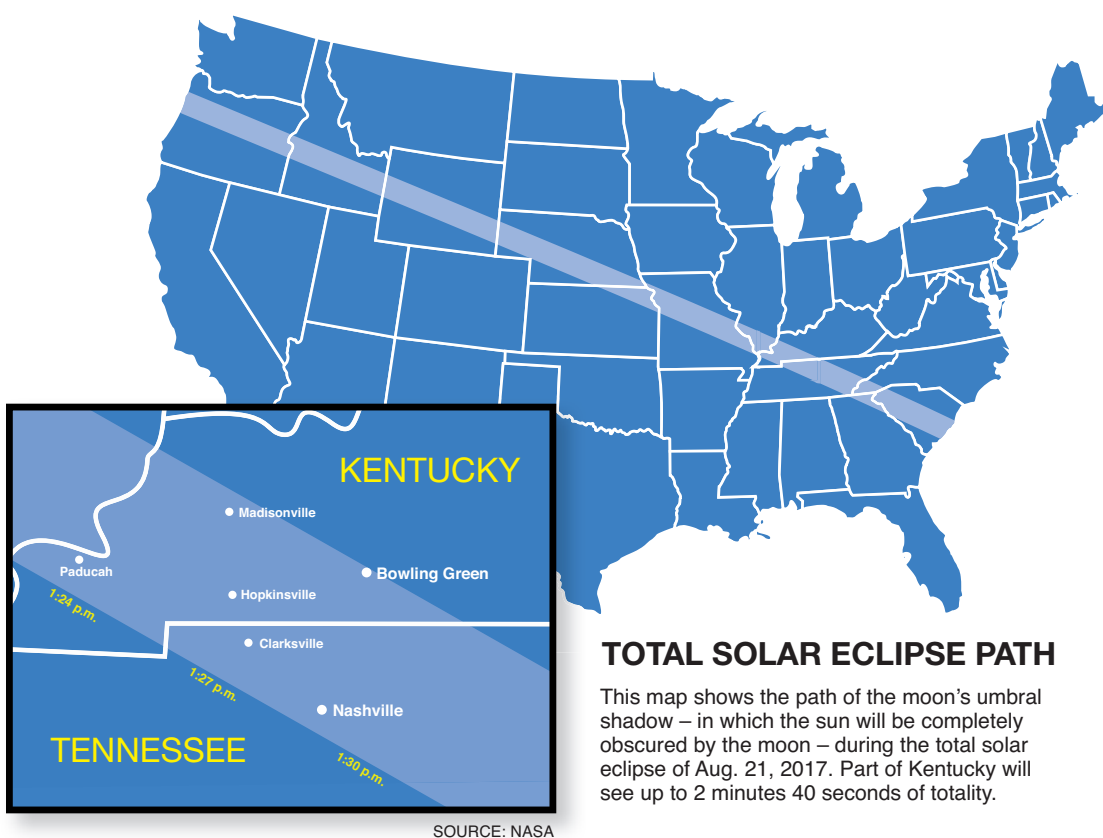 KENTUCKY
Madisonville
Paducah
Bowling Green
Hopkinsville
1:24 p.m.
Clarksville
1:27 p.m.
Nashville
TENNESSEE
1:30 p.m.
SOURCE: NASA
TOTAL SOLAR ECLIPSE PATH
This map shows the path of the moon’s umbral
shadow – in which the sun will be completely
obscured by the moon – during the total solar
eclipse of Aug. 21, 2017. Part of Kentucky will
see up to 2 minutes 40 seconds of totality.